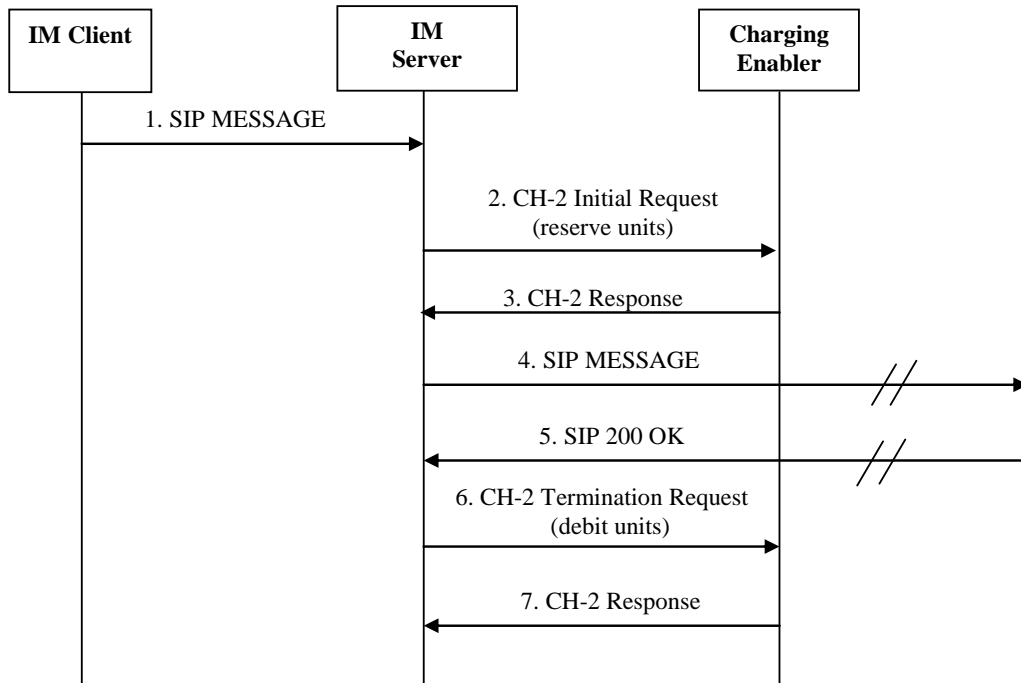 IM Client
IM
Server
Charging
Enabler
1. SIP MESSAGE
2. CH-2 Initial Request
(reserve units)
3. CH-2 Response
4. SIP MESSAGE
5. SIP 200 OK
6. CH-2 Termination Request
(debit units)
7. CH-2 Response